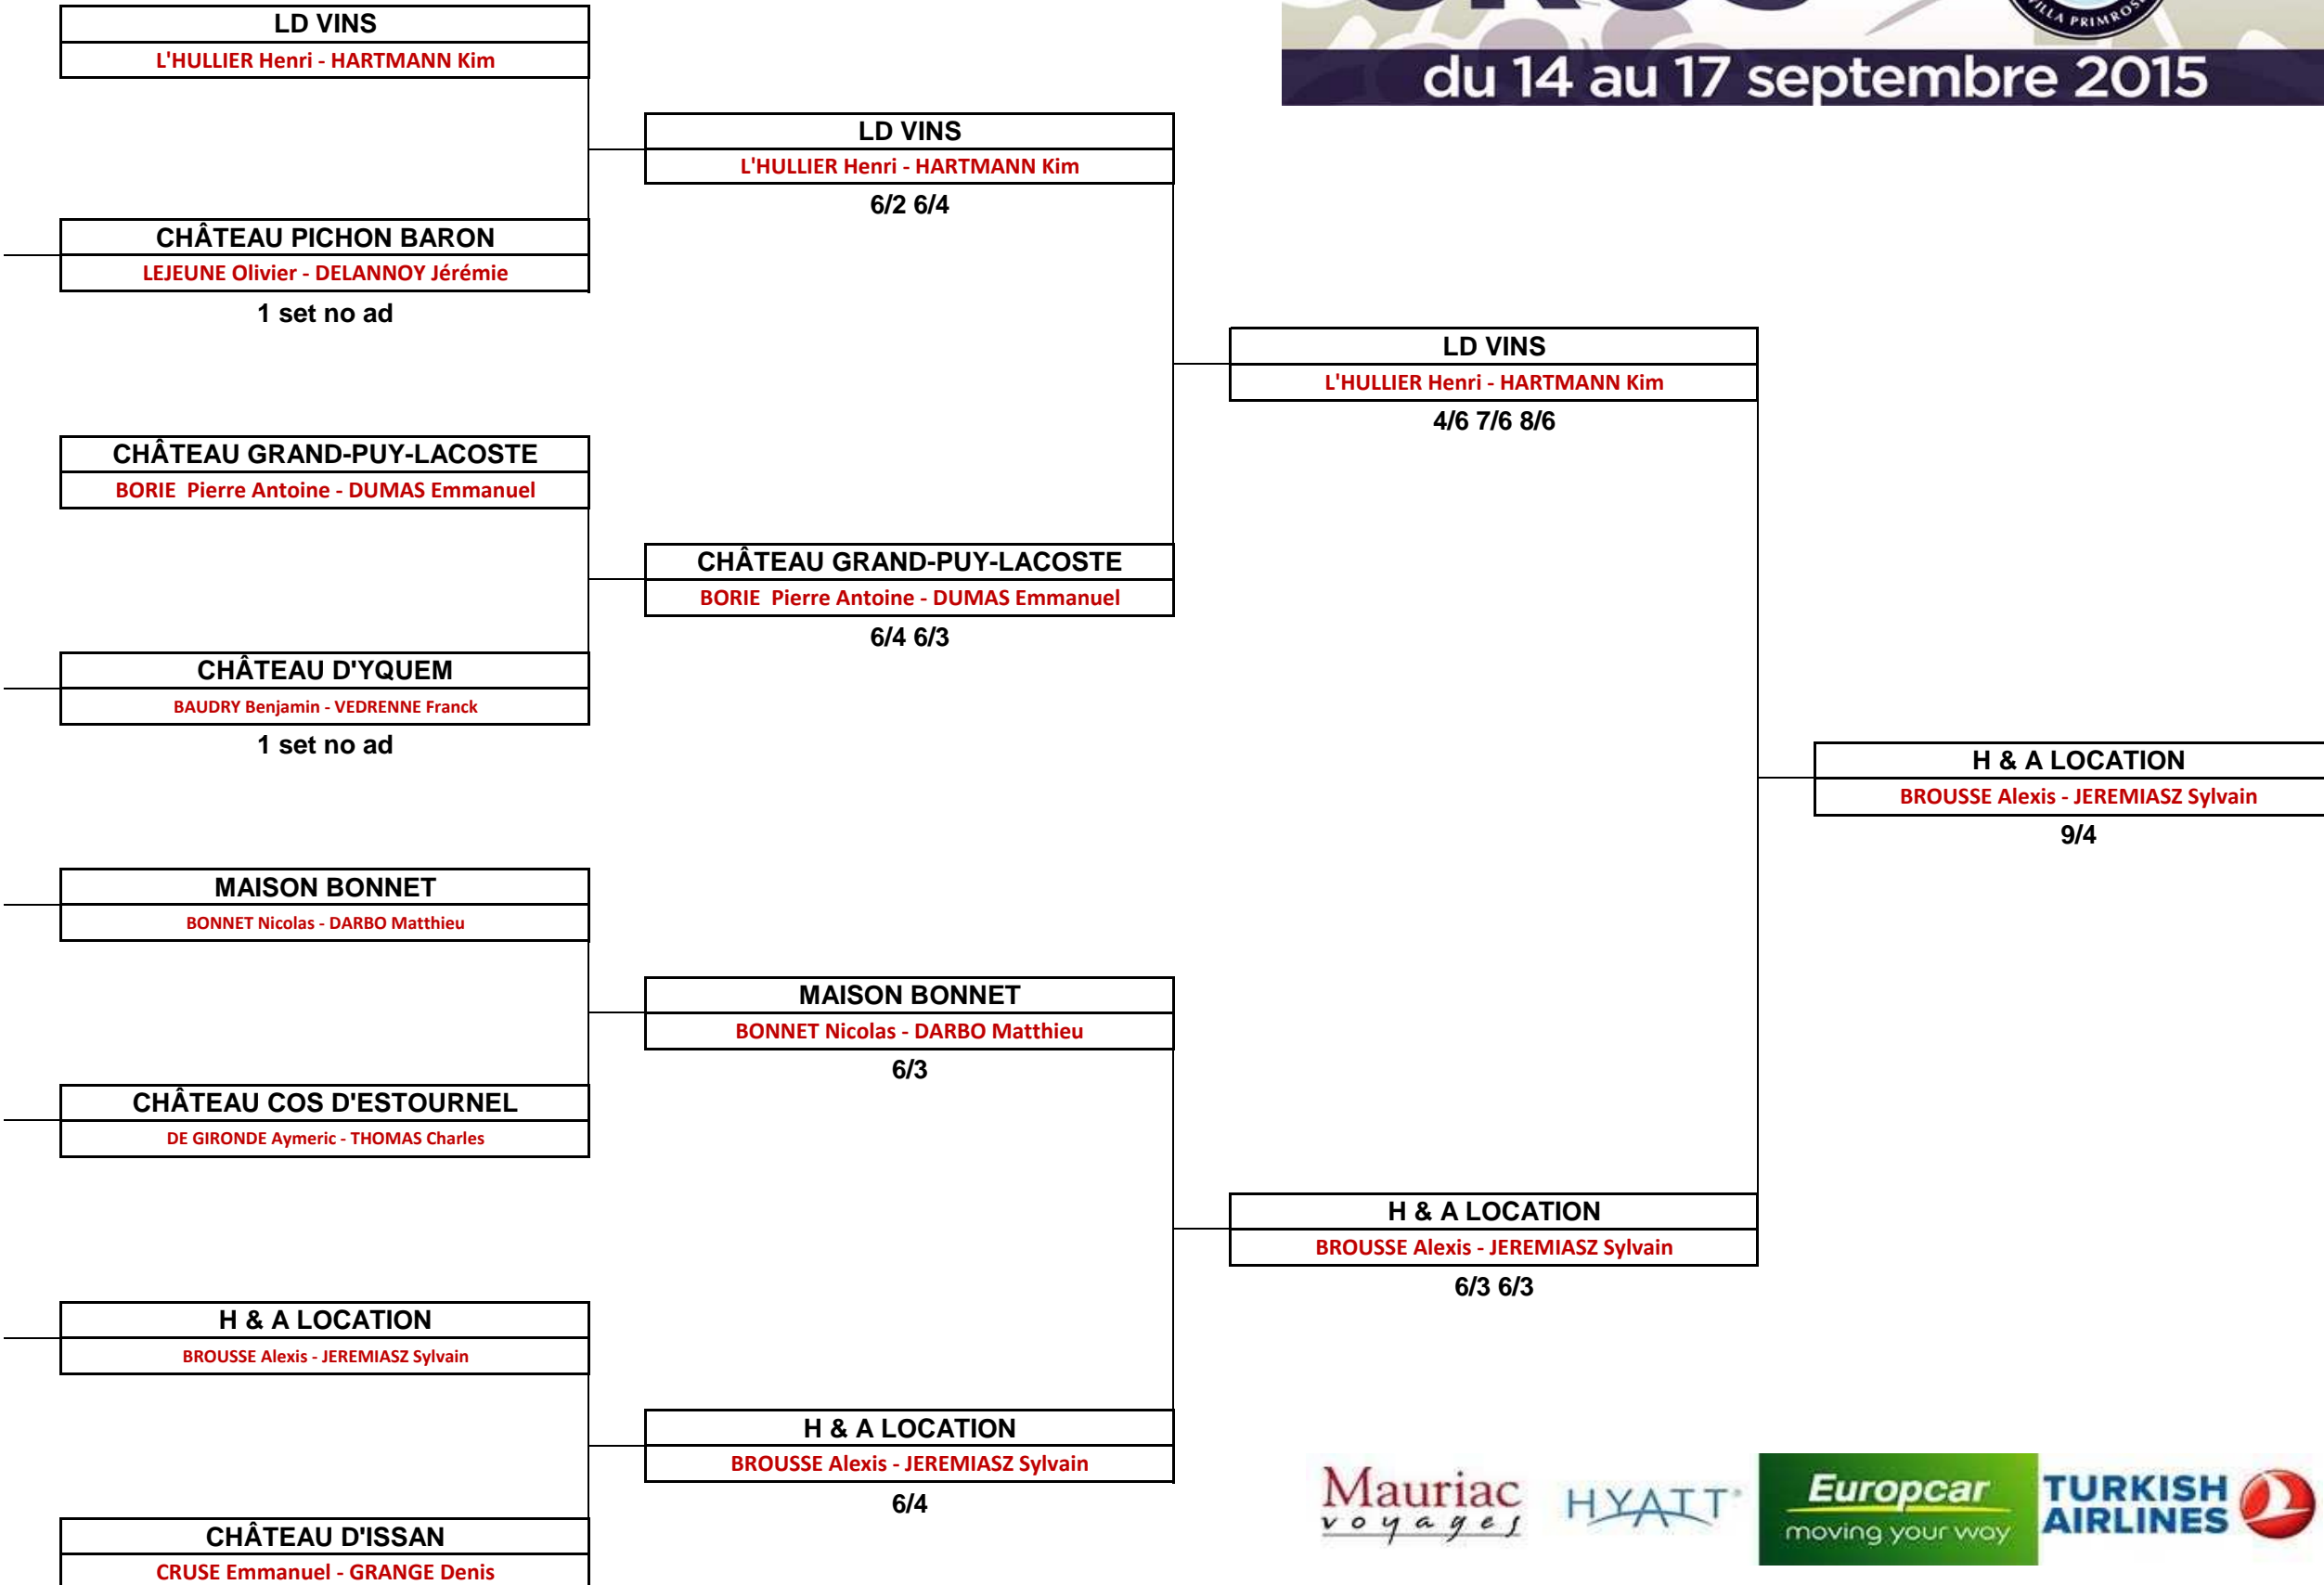 LD VINS
L'HULLIER Henri - HARTMANN Kim
VILLA PRIMROSE
du 14 au 17 septembre 2015
LD VINS
L'HULLIER Henri - HARTMANN Kim
6/2 6/4
CHÂTEAU PICHON BARON
LEJEUNE Olivier - DELANNOY Jérémie
1 set no ad
LD VINS
L'HULLIER Henri - HARTMANN Kim
4/6 7/6 8/6
CHÂTEAU GRAND-PUY-LACOSTE
BORIE Pierre Antoine - DUMAS Emmanuel
CHÂTEAU GRAND-PUY-LACOSTE
BORIE Pierre Antoine - DUMAS Emmanuel
6/4 6/3
CHÂTEAU D'YQUEM
BAUDRY Benjamin - VEDRENNE Franck
1 set no ad
H & A LOCATION
BROUSSE Alexis - JEREMIASZ Sylvain
9/4
MAISON BONNET
BONNET Nicolas - DARBO Matthieu
MAISON BONNET
BONNET Nicolas - DARBO Matthieu
6/3
CHÂTEAU COS D'ESTOURNEL
DE GIRONDE Aymeric - THOMAS Charles
H & A LOCATION
BROUSSE Alexis - JEREMIASZ Sylvain
6/3 6/3
H & A LOCATION
BROUSSE Alexis - JEREMIASZ Sylvain
H & A LOCATION
BROUSSE Alexis - JEREMIASZ Sylvain
6/4
CHÂTEAU D'ISSAN
CRUSE Emmanuel - GRANGE Denis
Mauriac
voyages
HYATT
Europcar
moving your way
TURKISH
AIRLINES